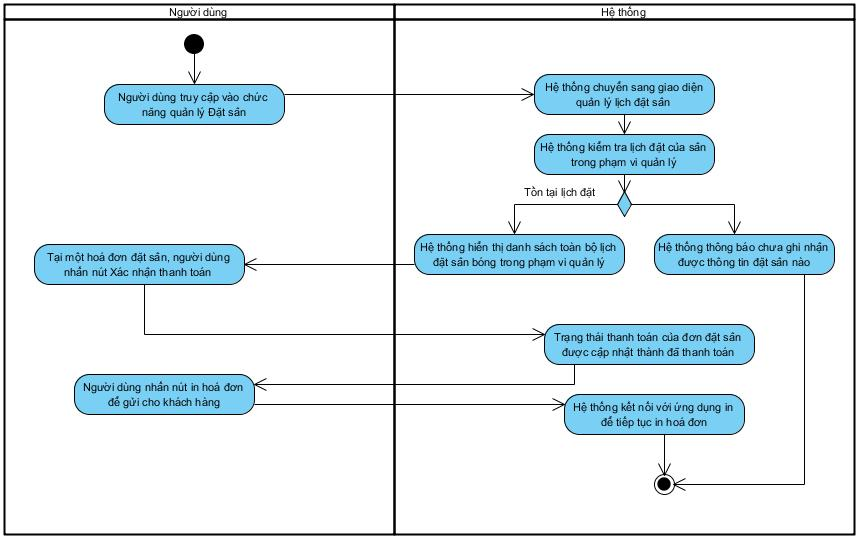 Người dùng
Hệ thống
Người dùng truy cập vào chức
năng quản lý Đặt sân
Hệ thống chuyển sang giao diện
quản lý lịch đặt sân
Hệ thống kiểm tra lịch đặt của sân
trong phạm vi quản lý
Tồn tại lịch đặt
Hệ thống hiển thị danh sách toàn bộ lịch
đặt sân bóng trong phạm vi quản lý
Hệ thống thông báo chưa ghi nhận
được thông tin đặt sân nào
Tại một hoá đơn đặt sân, người dùng
nhấn nút Xác nhận thanh toán
Trạng thái thanh toán của đơn đặt sân
được cập nhật thành đã thanh toán
Người dùng nhấn nút in hoá đơn
để gửi cho khách hàng
Hệ thống kết nối với ứng dụng in
để tiếp tục in hoá đơn